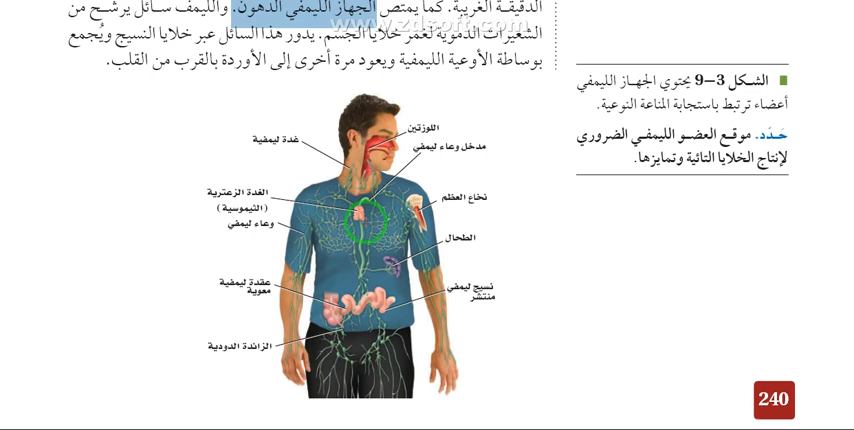 الدقيقة الغريبة. كما يمتص الجهاز الليمفي الدهون. والليمف سائل يرشح من
www.zdsoft.com
الشعيرات الدموية ليغمر خلايا الجسم. يدور هذا السائل عبر خلايا النسيج ويُجمع
بوساطة الأوعية الليمفية ويعود مرة أخرى إلى الأوردة بالقرب من القلب.
الشكل 3-9 يحتوي الجهاز الليمفي
أعضاء ترتبط باستجابة المناعة النوعية.
حَدّد. موقع العضو الليمفي الضروري
لإنتاج الخلايا التائية وتمايزها.
اللوزتين
غدة ليمفية
مدخل وعاء ليمفي
الغدة الزعترية
(الثيموسية)
نخاع العظم
وعاء ليمفي
الطحال
عقدة ليمفية
معوية
نسيج ليمفي
منتشر
الزائدة الدودية
240